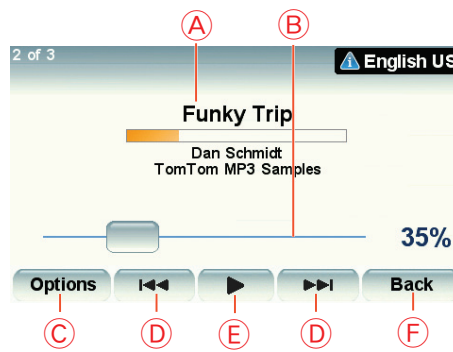 A B
2 of 3 English US
Funky Trip
Dan Schmidt
TomTom MP3 Samples
35%
Options Back
C D E D F